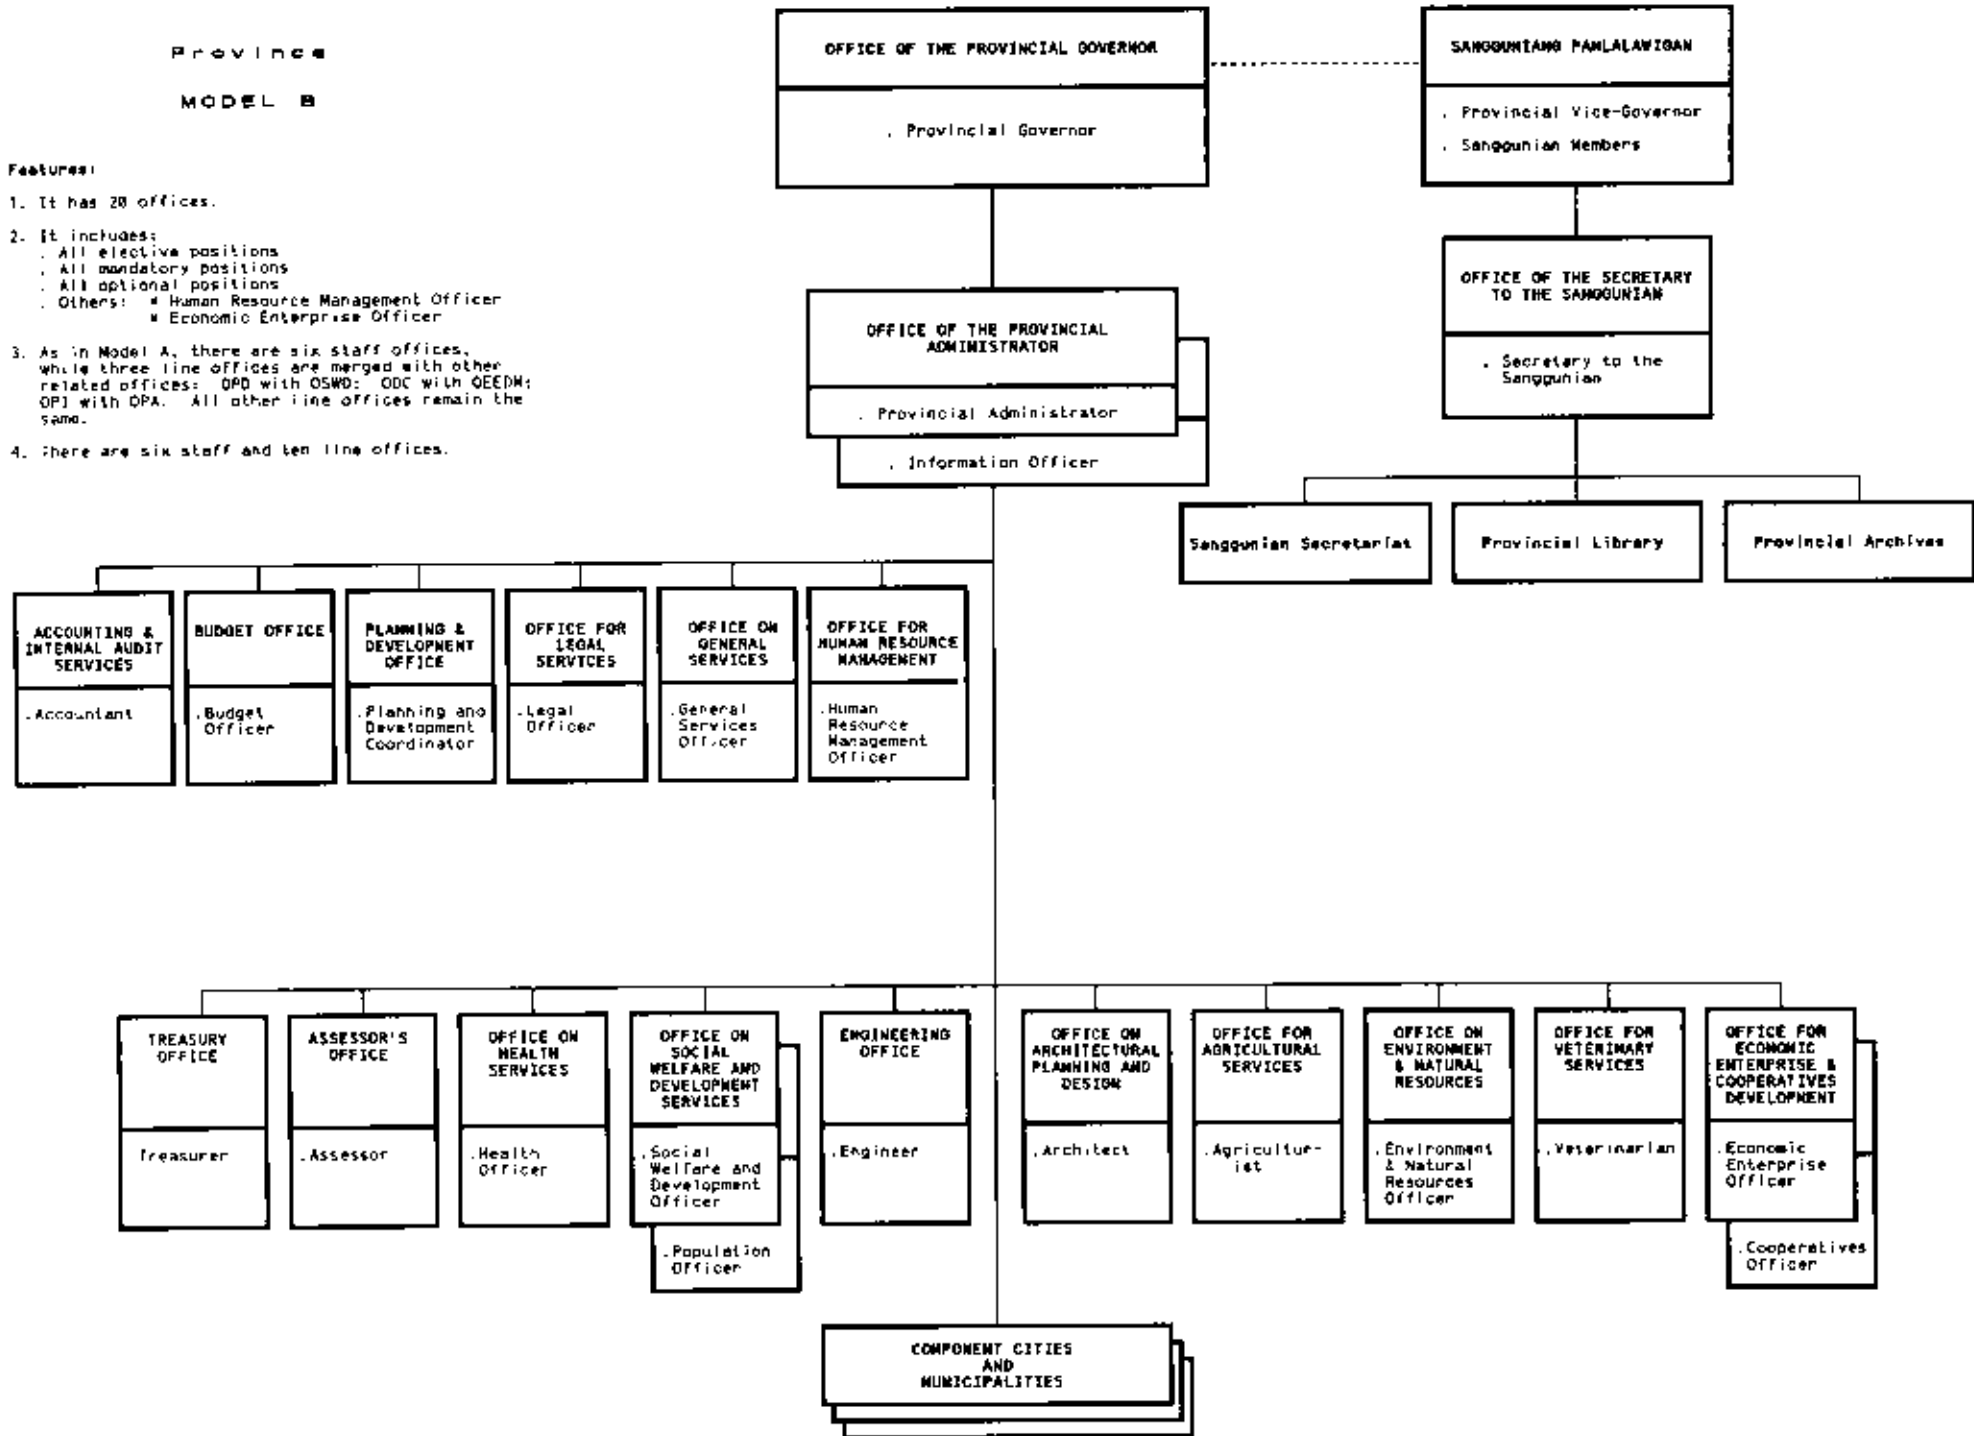 Province
MODEL B
Features:
1. It has 20 offices.
2. It includes:
. All elective positions
. All mandatory positions
. All optional positions
. Others: * Human Resource Management Officer
* Economic Enterprise Officer
3. As in Model A, there are six staff offices,
while three line offices are merged with other
related offices: OPD with OSWD; ODC with OEEDM;
OPI with OPA. All other line offices remain the
same.
4. There are six staff and ten line offices.
OFFICE OF THE PROVINCIAL GOVERNOR
. Provincial Governor
SANGGUNIANG PANLALAWIGAN
. Provincial Vice-Governor
. Sanggunian Members
OFFICE OF THE PROVINCIAL
ADMINISTRATOR
. Provincial Administrator
. Information Officer
OFFICE OF THE SECRETARY
TO THE SANGGUNIAN
. Secretary to the
Sanggunian
Sanggunian Secretariat
Provincial Library
Provincial Archives
ACCOUNTING &
INTERNAL AUDIT
SERVICES
.Accountant
BUDGET OFFICE
.Budget
Officer
PLANNING &
DEVELOPMENT
OFFICE
.Planning and
Development
Coordinator
OFFICE FOR
LEGAL
SERVICES
.Legal
Officer
OFFICE ON
GENERAL
SERVICES
.General
Services
Officer
OFFICE FOR
HUMAN RESOURCE
MANAGEMENT
.Human
Resource
Management
Officer
TREASURY
OFFICE
Treasurer
ASSESSOR'S
OFFICE
.Assessor
OFFICE ON
HEALTH
SERVICES
.Health
Officer
OFFICE ON
SOCIAL
WELFARE AND
DEVELOPMENT
SERVICES
.Social
Welfare and
Development
Officer
.Population
Officer
ENGINEERING
OFFICE
.Engineer
OFFICE ON
ARCHITECTURAL
PLANNING AND
DESIGN
.Architect
OFFICE FOR
AGRICULTURAL
SERVICES
.Agricultur-
ist
OFFICE ON
ENVIRONMENT
& NATURAL
RESOURCES
.Environment
& Natural
Resources
Officer
OFFICE FOR
VETERINARY
SERVICES
.Veterinarian
OFFICE FOR
ECONOMIC
ENTERPRISE &
COOPERATIVES
DEVELOPMENT
.Economic
Enterprise
Officer
.Cooperatives
Officer
COMPONENT CITIES
AND
MUNICIPALITIES